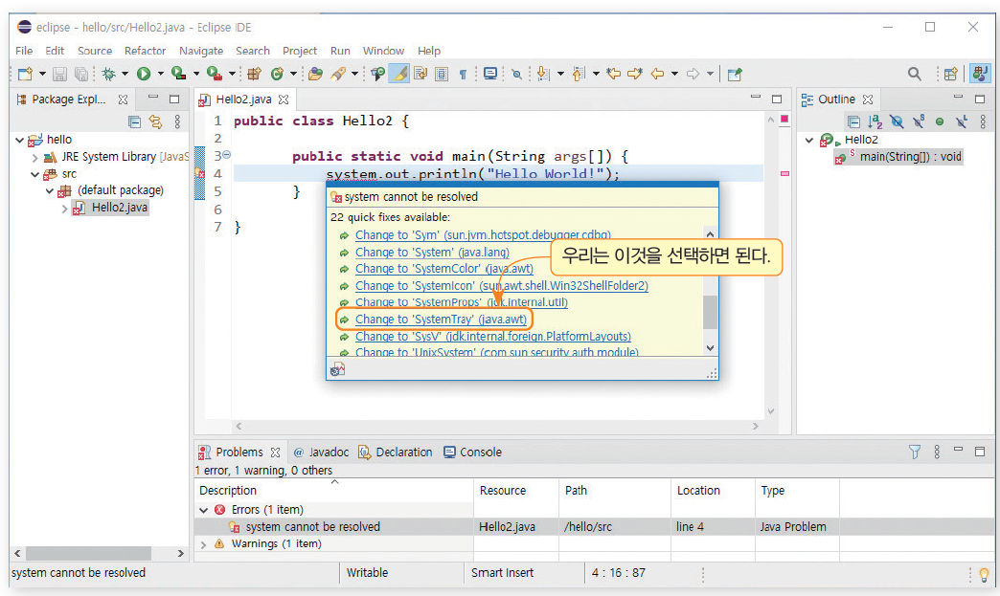 eclipse - hello/src/Hello2.java - Eclipse IDE
File Edit Source Refactor Navigate Search Project Run Window Help
Package Expl...
hello
JRE System Library [JavaS
src
(default package)
Hello2.java
Hello2.java
1 public class Hello2 {
2
3 public static void main(String args[]) {
4 system.out.println("Hello World!");
5 }
6
7 }
system cannot be resolved
22 quick fixes available:
Change to 'Sym' (sun.jvm.hotspot.debugger.cdbg)
Change to 'System' (java.lang)
Change to 'SystemColor' (java.awt)
Change to 'SystemIcon' (sun.awt.shell.Win32ShellFolder2)
Change to 'SystemProps' (jdk.internal.util)
Change to 'SystemTray' (java.awt)
Change to 'SysV' (jdk.internal.foreign.PlatformLayouts)
Change to 'UnixSystem' (com.sun.security.auth.module)
우리는 이것을 선택하면 된다.
Outline
Hello2
main(String[]) : void
Problems @ Javadoc Declaration Console
1 error, 1 warning, 0 others
Description Resource Path Location Type
Errors (1 item)
system cannot be resolved Hello2.java /hello/src line 4 Java Problem
Warnings (1 item)
system cannot be resolved Writable Smart Insert 4 : 16 : 87